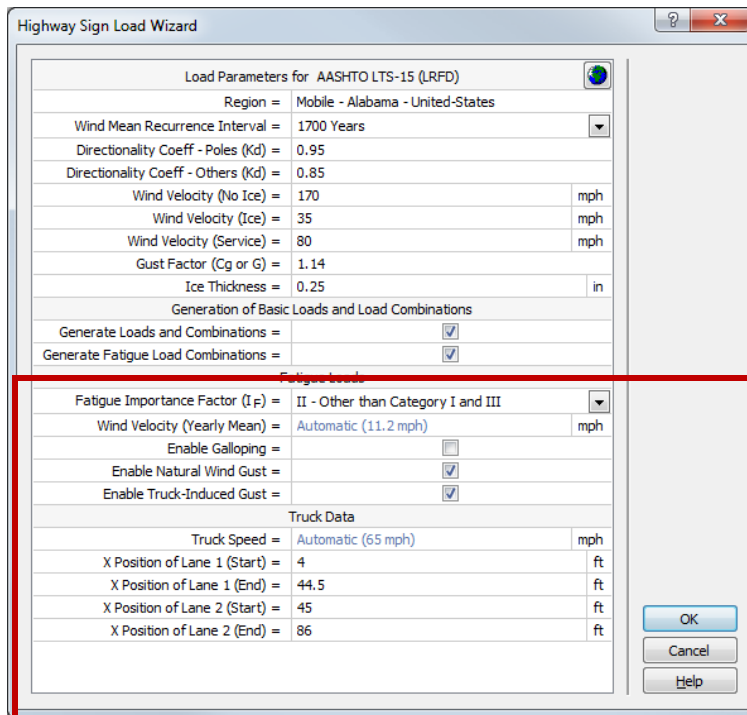 Highway Sign Load Wizard
Load Parameters for AASHTO LTS-15 (LRFD)
Region = Mobile - Alabama - United-States
Wind Mean Recurrence Interval = 1700 Years
Directionality Coeff - Poles (Kd) = 0.95
Directionality Coeff - Others (Kd) = 0.85
Wind Velocity (No Ice) = 170 mph
Wind Velocity (Ice) = 35 mph
Wind Velocity (Service) = 80 mph
Gust Factor (Cg or G) = 1.14
Ice Thickness = 0.25 in
Generation of Basic Loads and Load Combinations
Generate Loads and Combinations =
Generate Fatigue Load Combinations =
Fatigue Loads
Fatigue Importance Factor (IF) = II - Other than Category I and III
Wind Velocity (Yearly Mean) = Automatic (11.2 mph) mph
Enable Galloping =
Enable Natural Wind Gust =
Enable Truck-Induced Gust =
Truck Data
Truck Speed = Automatic (65 mph) mph
X Position of Lane 1 (Start) = 4 ft
X Position of Lane 1 (End) = 44.5 ft
X Position of Lane 2 (Start) = 45 ft
X Position of Lane 2 (End) = 86 ft
OK
Cancel
Help